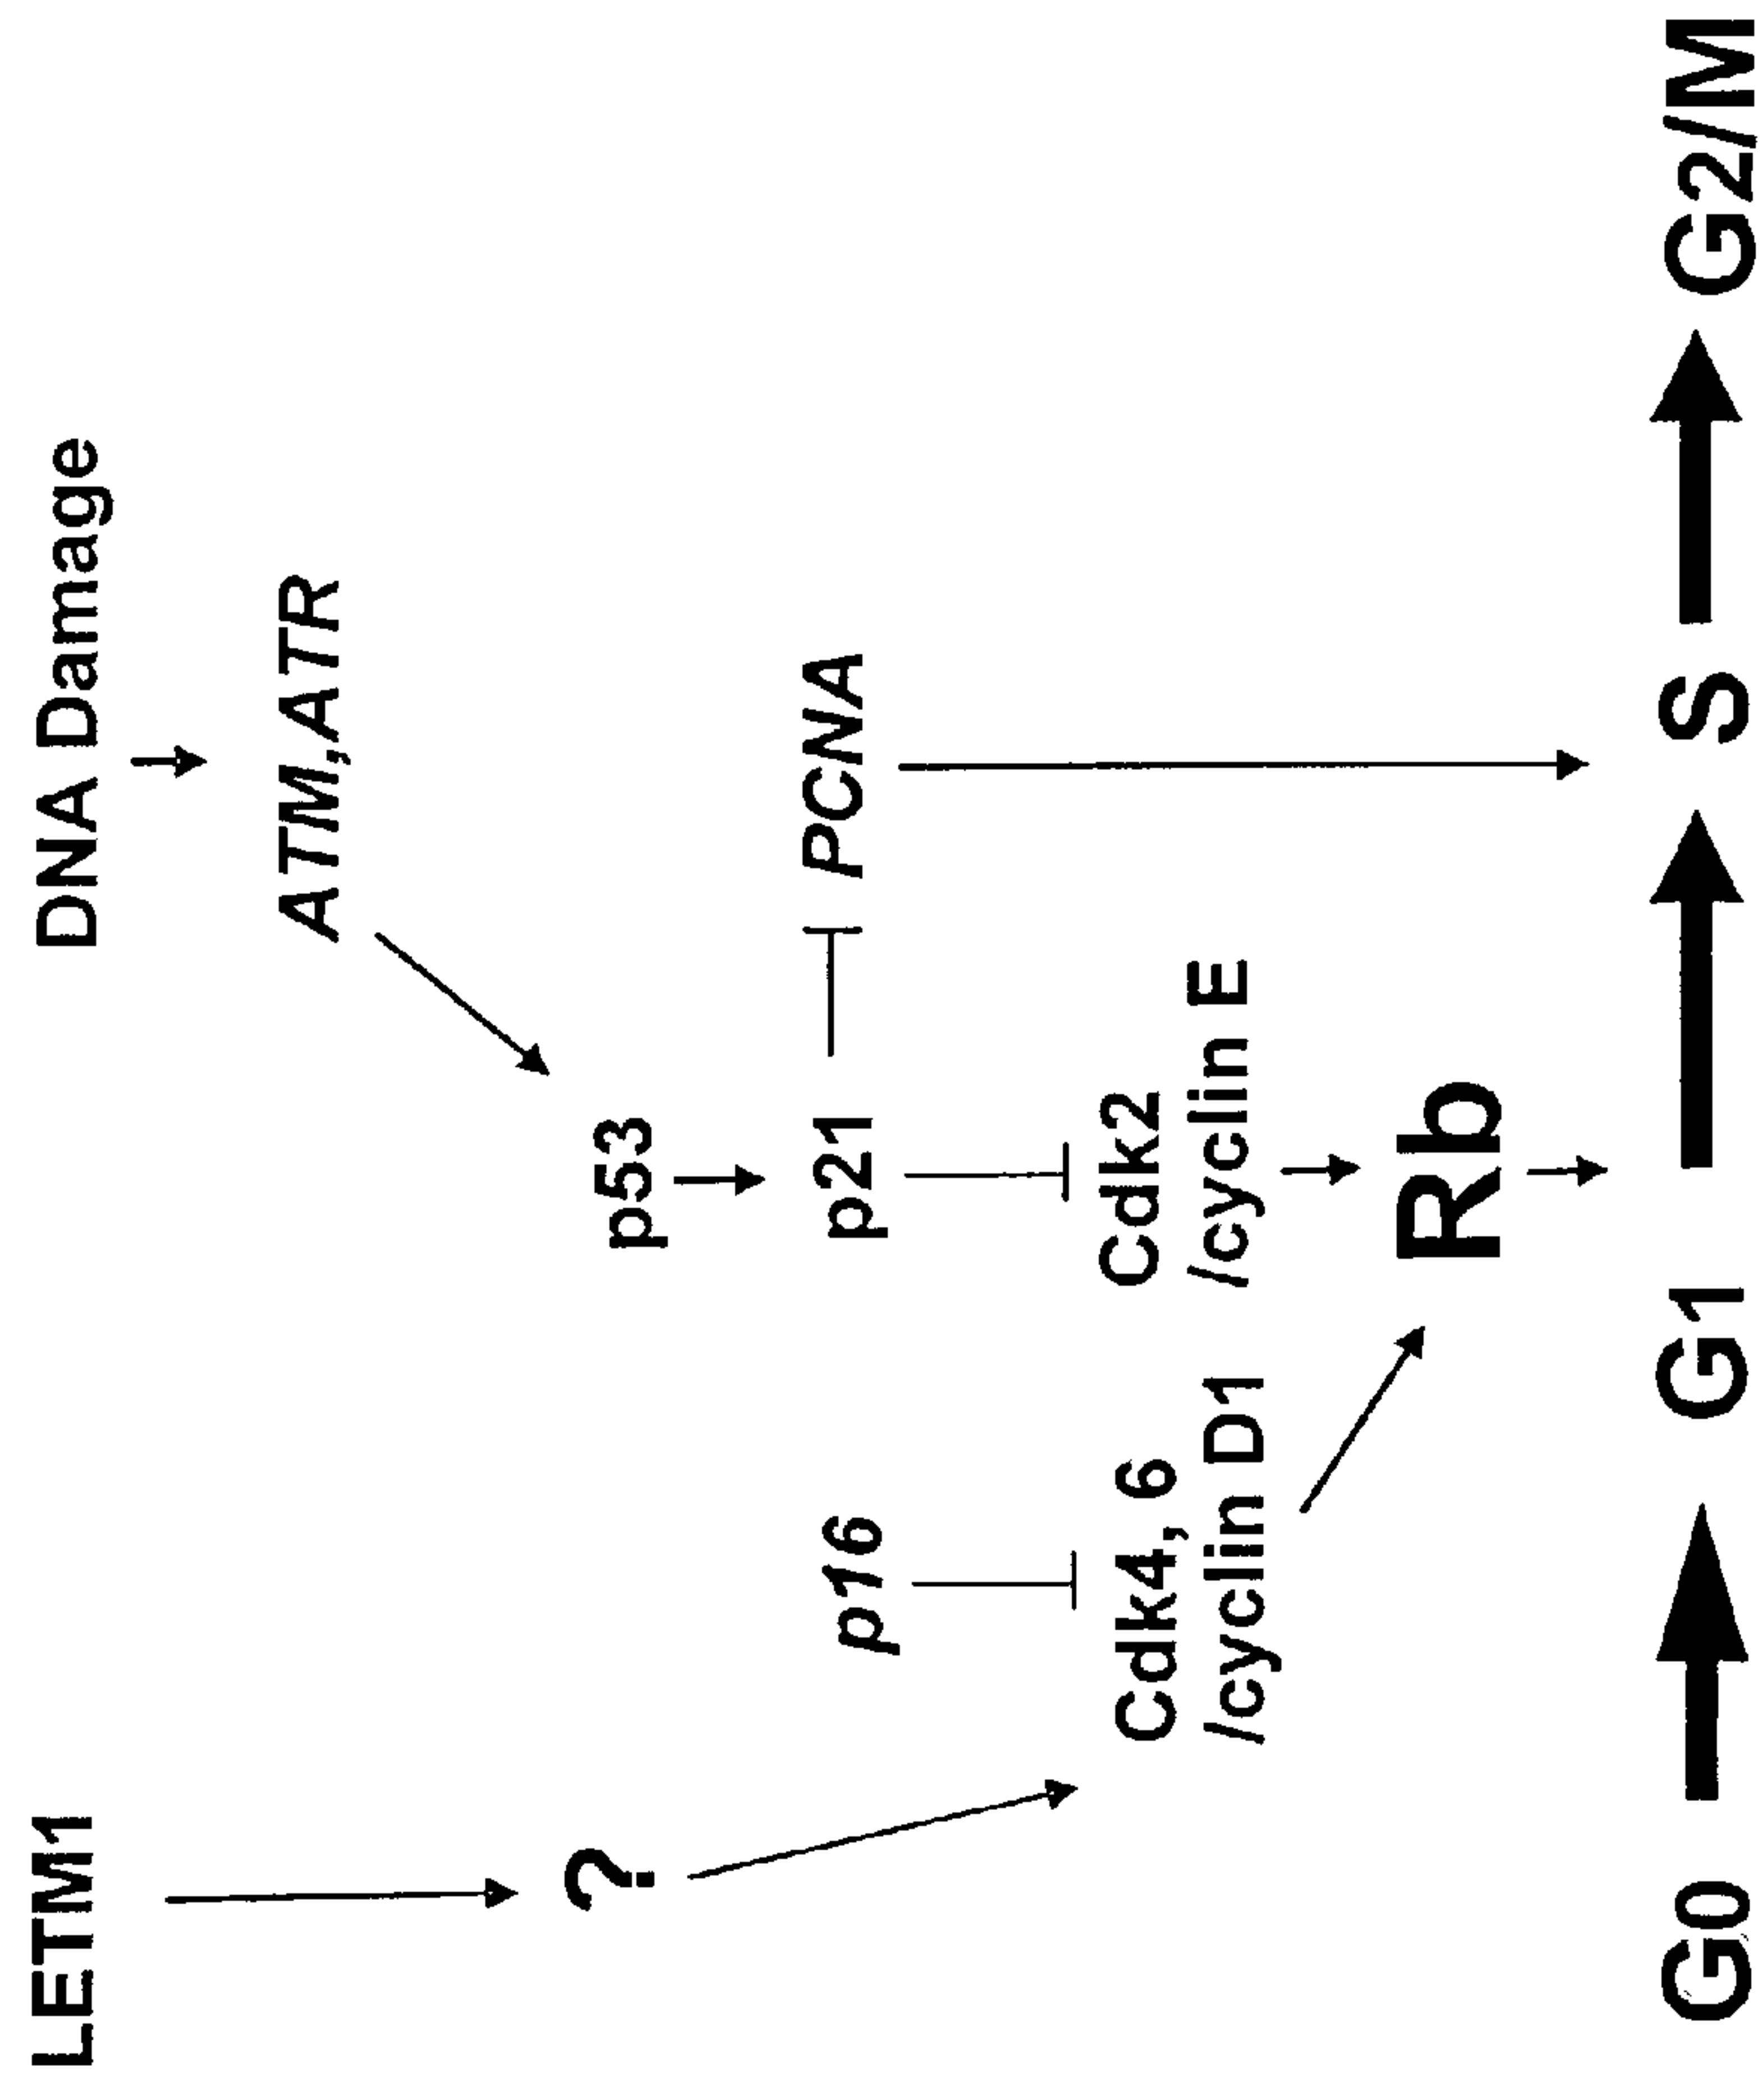 LETM1
DNA Damage
ATM,ATR
?
p53
p16
p21
PCNA
Cdk4, 6
/cyclin D1
Cdk2
/cyclin E
Rb
G0
G1
S
G2/M